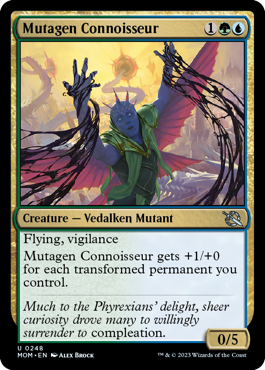 Mutagen Connoisseur 1
Creature — Vedalken Mutant
Flying, vigilance
Mutagen Connoisseur gets +1/+0
for each transformed permanent you
control.
Much to the Phyrexians' delight, sheer
curiosity drove many to willingly
surrender to compleation.
0/5
U 0248
MOM • EN Alex Brock
™ & © 2023 Wizards of the Coast